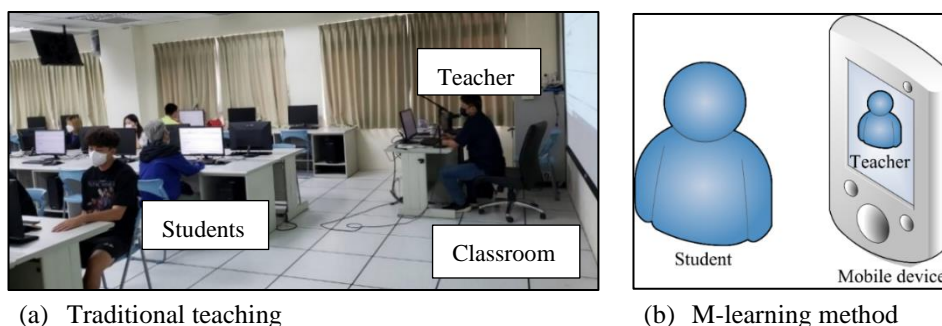 Teacher
Students
Classroom
(a) Traditional teaching
Teacher
Student
Mobile device
(b) M-learning method